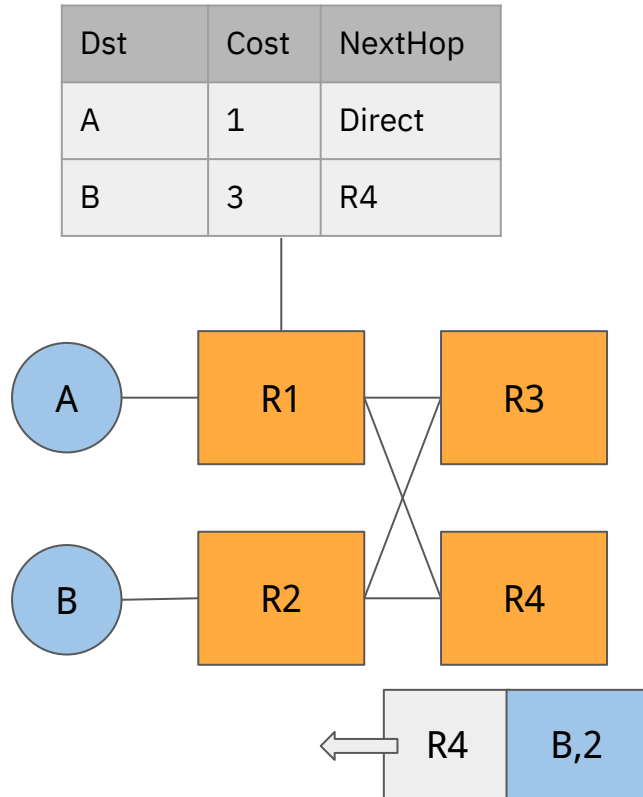 Dst Cost NextHop
A 1 Direct
B 3 R4
A R1 R3
B R2 R4
R4 B,2